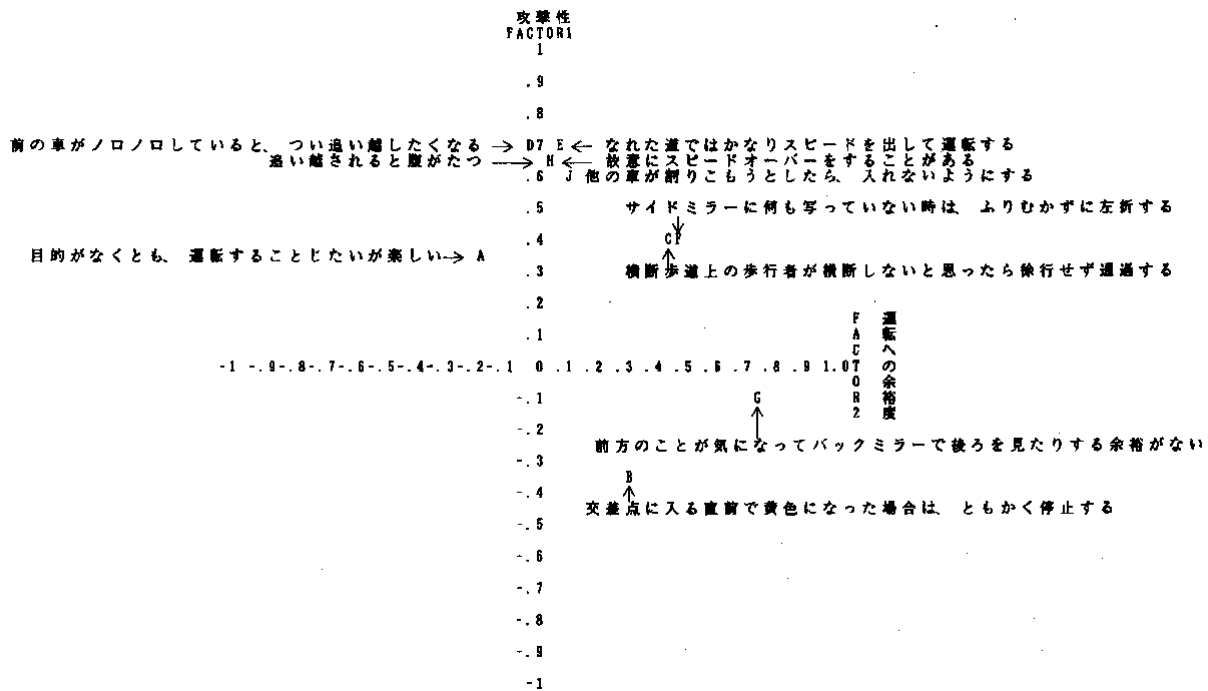 攻撃性
FACTOR1
1
.9
.8
前の車がノロノロしていると、つい追い越したくなる → D7 E ← なれた道ではかなりスピードを出して運転する
追い越されると腹がたつ → H ←故意にスピードオーバーをすることがある
.6 J 他の車が割りこもうとしたら、入れないようにする
.5 サイドミラーに何も写っていない時は、ふりむかずに左折する
.4 CF
目的がなくとも、運転することじたいが楽しい→ A
.3 横断歩道上の歩行者が横断しないと思ったら徐行せず通過する
.2
.1
-1 -.9-.8-.7-.6-.5-.4-.3-.2-.1 0 .1 .2 .3 .4 .5 .6 .7 .8 .9 1.0
FACTOR2
運転への余裕度
-.1 G
-.2
前方のことが気になってバックミラーで後ろを見たりする余裕がない
-.3
B
-.4
交差点に入る直前で黄色になった場合は、ともかく停止する
-.5
-.6
-.7
-.8
-.9
-1